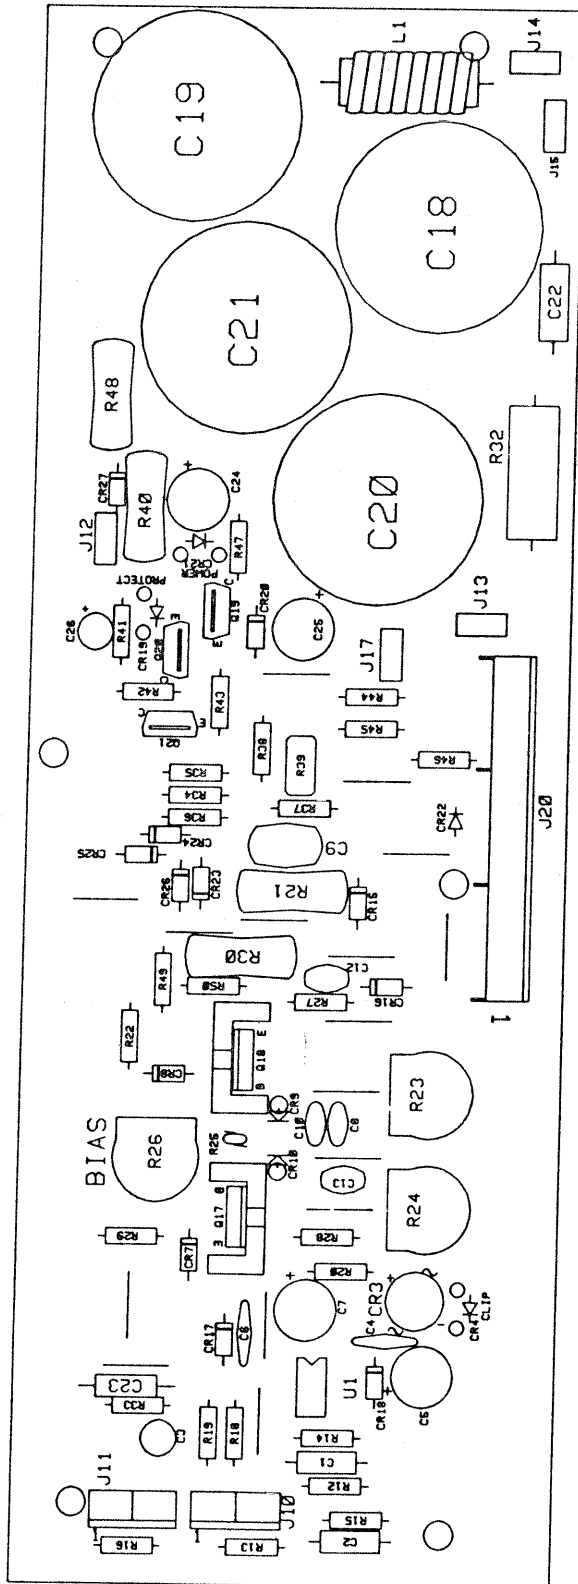 L1
J14
C19
J15
C18
C21
C22
R48
R32
CR27
R40
+
C24
C20
J12
CR21
R47
PROTECT
POWER
C
Q19
E
CR20
+
C25
C26
+
R41
CR19
E
Q20
C
J13
J17
R42
R43
R44
C
E
Q21
R45
R38
R39
R46
R35
R34
R37
R36
CR24
CR25
C9
CR22
J20
CR26
CR23
R21
CR15
R30
C12
R49
R50
R27
CR16
1
R22
E
Q18
B
CR8
CR9
R23
BIAS
R26
R25
C10
C8
CR10
C13
B
Q17
3
R24
R29
R28
CR7
R20
+
C7
CR3
+
CR17
C6
C4
CR4
CLIP
C23
R33
U1
CR18
+
C5
C3
R19
R18
R14
C1
R12
J11
J10
1
1
R16
R13
R15
C2